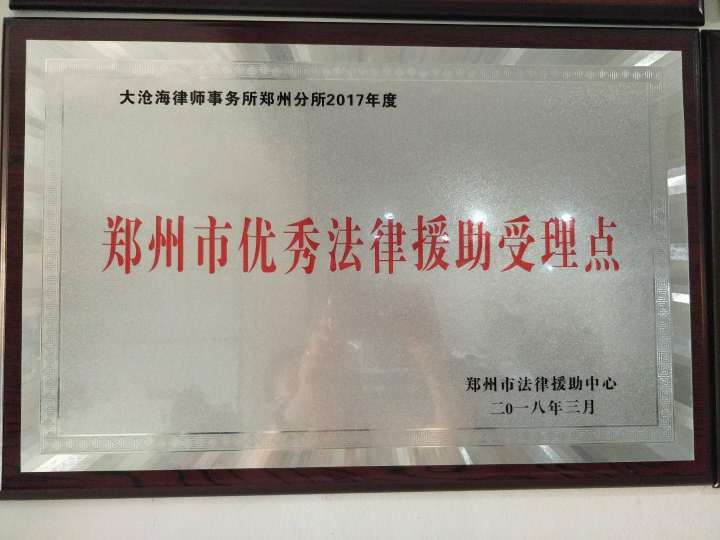 大沧海律师事务所郑州分所2017年度
郑州市优秀法律援助受理点
郑州市法律援助中心
二0一八年三月